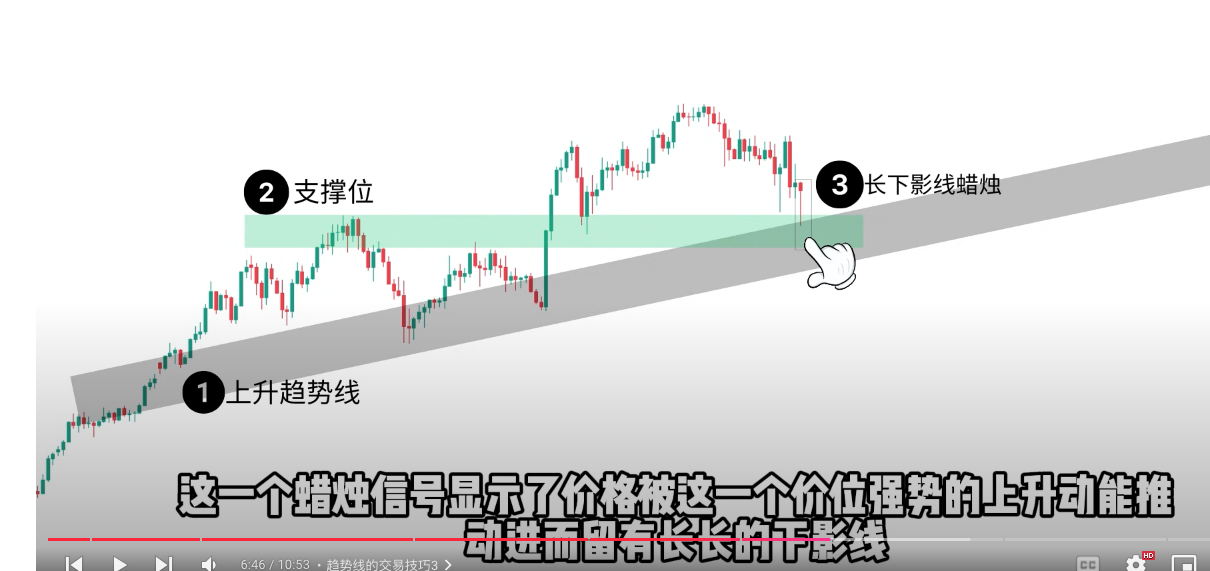 2 支撑位
3 长下影线蜡烛
1 上升趋势线
这一个蜡烛信号显示了价格被这一个价位强势的上升动能推
动进而留有长长的下影线
6:46 / 10:53 • 趋势线的交易技巧3
CC
HD